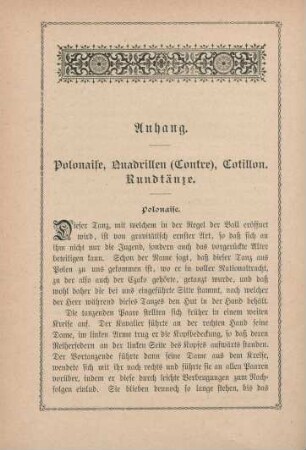 Anhang.
Polonaise, Quadrillen (Contre), Cotillon.
Rundtänze.
Polonaise.
Dieser Tanz, mit welchem in der Regel der Ball eröffnet
wird, ist von gravitätisch ernster Art, so daß sich an
ihm nicht nur die Jugend, sondern auch das vorgerückte Alter
beteiligen kann. Schon der Name sagt, daß dieser Tanz aus
Polen zu uns gekommen ist, wo er in voller Nationaltracht,
zu der also auch der Czako gehörte, getanzt wurde, und daß
wohl daher die bei uns eingeführte Sitte stammt, nach welcher
der Herr während dieses Tanzes den Hut in der Hand behält.
Die tanzenden Paare stellten sich früher in einem weiten
Kreise auf. Der Kavalier führte an der rechten Hand seine
Dame, im linken Arme trug er die Kopfbedeckung, so daß deren
Reiherfedern an der linken Seite des Kopfes aufwärts standen.
Der Vortanzende führte dann seine Dame aus dem Kreise,
wendete sich mit ihr nach rechts und führte sie an allen Paaren
vorüber, indem er diese durch leichte Verbeugungen zum Nach-
folgen einlud. Sie blieben dennoch so lange stehen, bis das